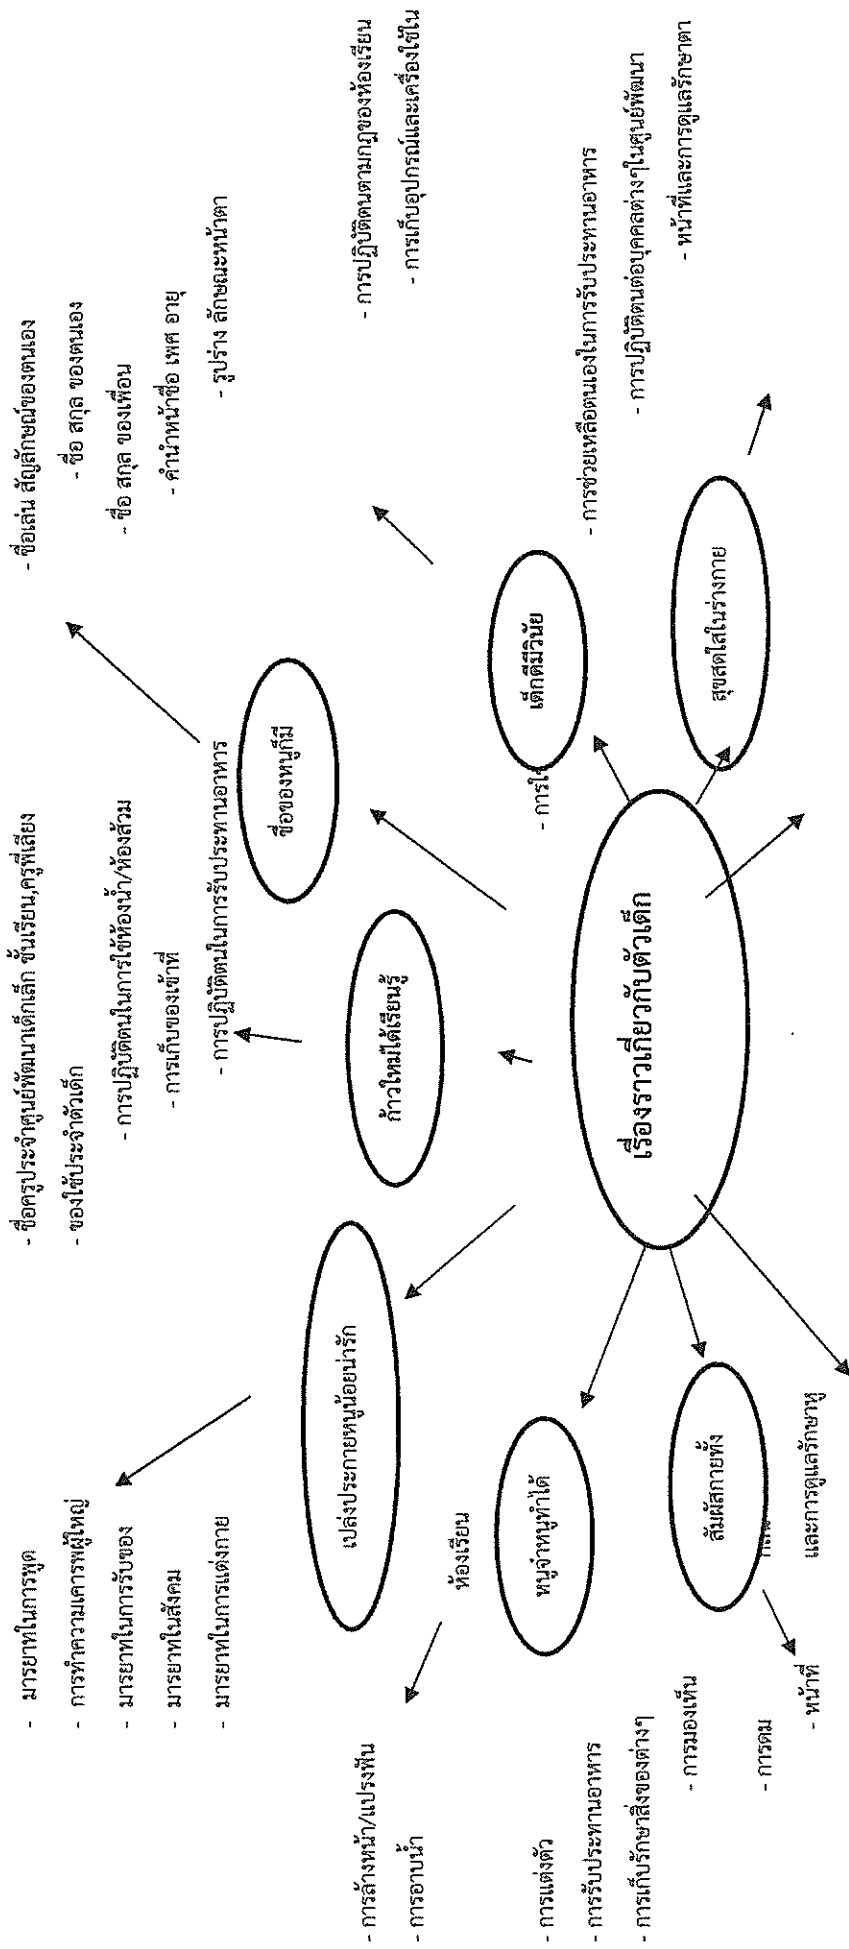 - มารยาทในการพูด
- การทำความเคารพผู้ใหญ่
- มารยาทในการรับของ
- มารยาทในสังคม
- มารยาทในการแต่งกาย
- ชื่อครูประจำศูนย์พัฒนาเด็กเล็ก ชั้นเรียน,ครูพี่เลี้ยง
- ของใช้ประจำตัวเด็ก
- การปฏิบัติตนในการใช้ห้องน้ำ/ห้องส้วม
- การเก็บของเข้าที่
- การปฏิบัติตนในการรับประทานอาหาร
- ชื่อเล่น สัญลักษณ์ของตนเอง
- ชื่อ สกุล ของตนเอง
- ชื่อ สกุล ของเพื่อน
- คำนำหน้าชื่อ เพศ อายุ
- รูปร่าง ลักษณะหน้าตา
เปล่งประกายหนูน้อยน่ารัก
ก้าวใหม่ได้เรียนรู้
ชื่อของหนูก็มี
- การล้างหน้า/แปรงฟัน
- การอาบน้ำ
ห้องเรียน
- การปฏิบัติตนตามกฎของห้องเรียน
- การเก็บอุปกรณ์และเครื่องใช้ใน
หนูจ๋าหนูทำได้
- การใช้
เด็กดีมีวินัย
- การแต่งตัว
- การรับประทานอาหาร
- การเก็บรักษาสิ่งของต่างๆ
เรื่องราวเกี่ยวกับตัวเด็ก
- การช่วยเหลือตนเองในการรับประทานอาหาร
- การปฏิบัติตนต่อบุคคลต่างๆในศูนย์พัฒนา
- การมองเห็น
สัมผัสกายทั้ง
สุขสดใสในร่างกาย
- หน้าที่และการดูแลรักษาตา
- การดม
- หน้าที่
และการดูแลรักษาหู